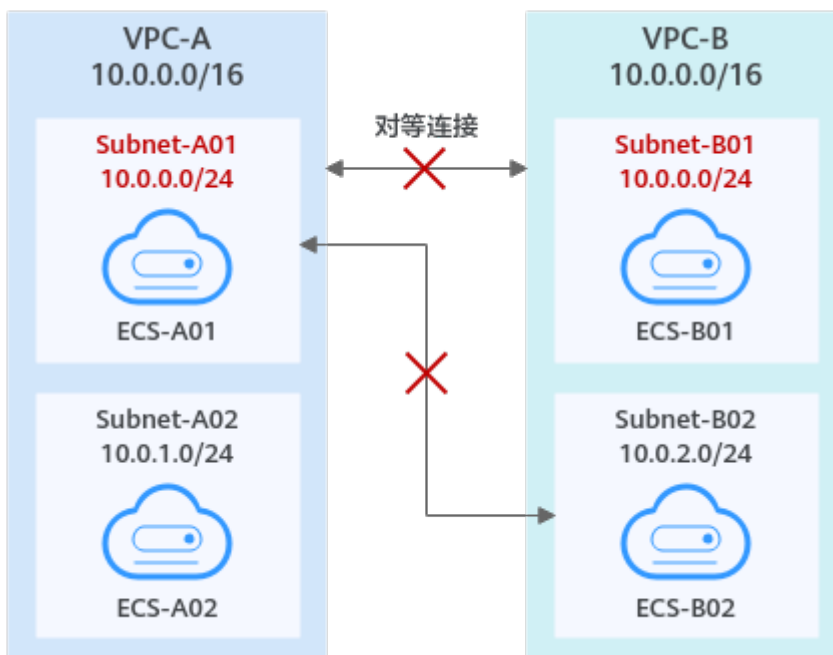 VPC-A
10.0.0.0/16
Subnet-A01
10.0.0.0/24
ECS-A01
Subnet-A02
10.0.1.0/24
ECS-A02
对等连接
VPC-B
10.0.0.0/16
Subnet-B01
10.0.0.0/24
ECS-B01
Subnet-B02
10.0.2.0/24
ECS-B02